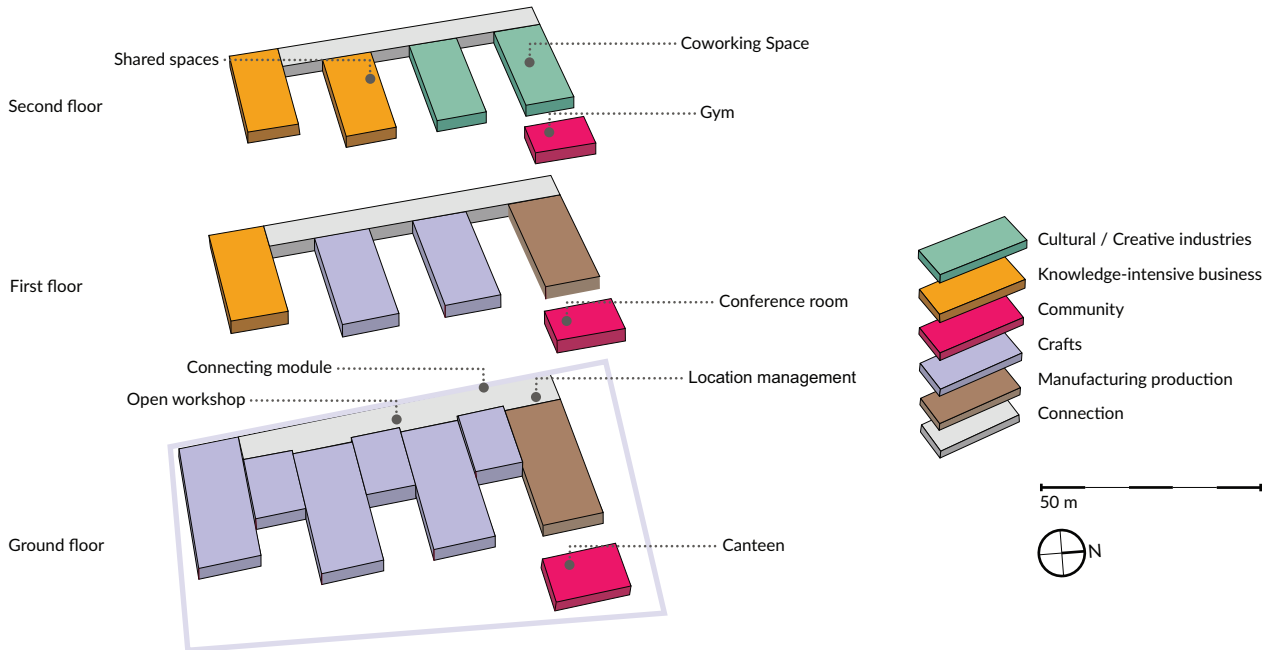 Coworking Space
Shared spaces
Second floor
Gym
Cultural / Creative industries
Knowledge-intensive business
First floor
Conference room
Community
Crafts
Connecting module
Location management
Manufacturing production
Open workshop
Connection
50 m
Ground floor
Canteen
N